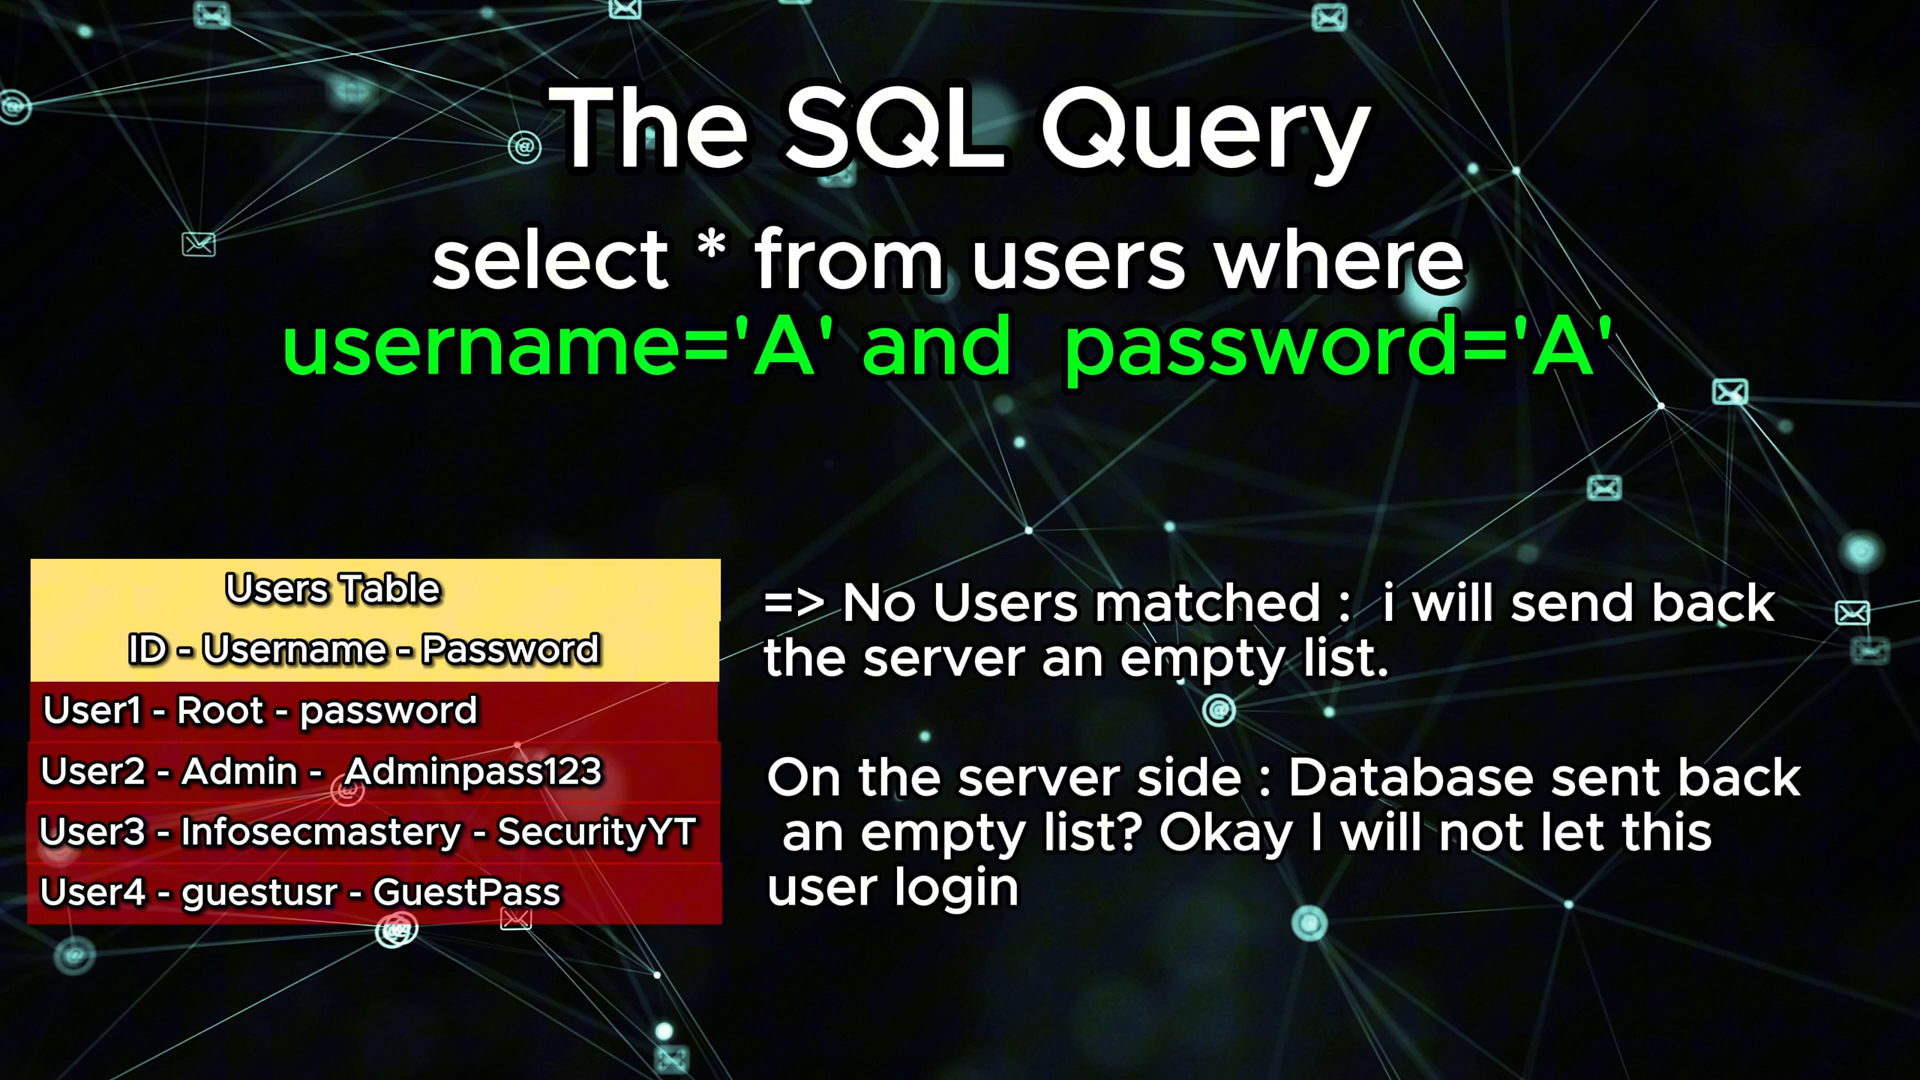 The SQL Query
select * from users where
username='A' and  password='A'
Users Table
ID - Username - Password
User1 - Root - password
User2 - Admin -  Adminpass123
User3 - Infosecmastery - SecurityYT
User4 - guestusr - GuestPass
=> No Users matched :  i will send back
the server an empty list.
On the server side : Database sent back
an empty list? Okay I will not let this
user login